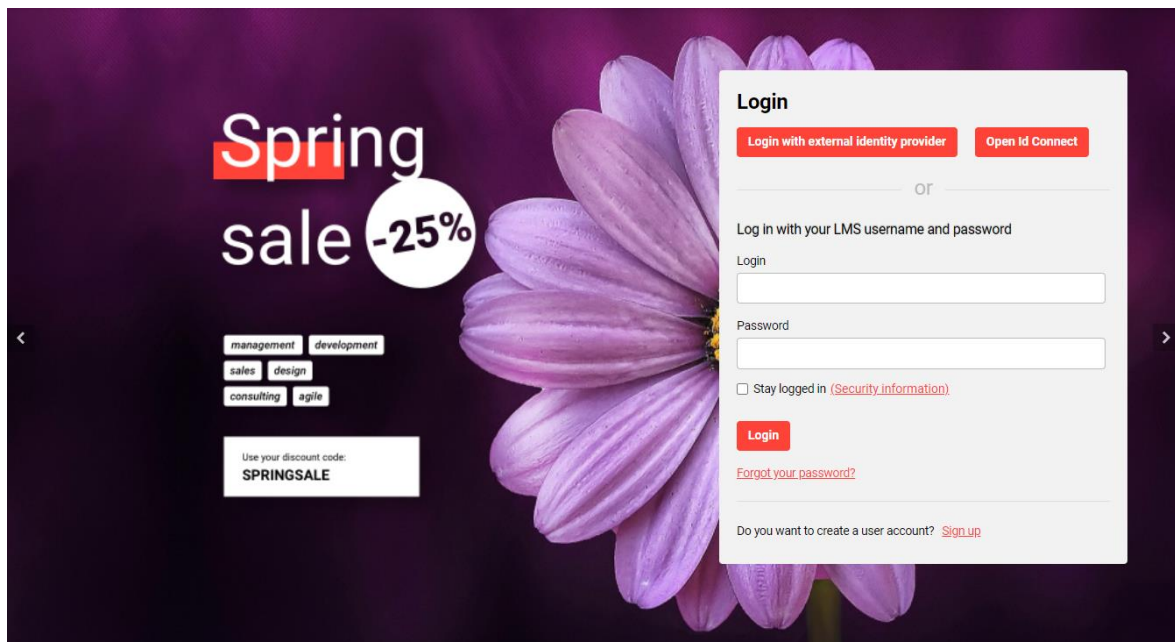 Spring
sale -25%
management development
sales design
consulting agile
Use your discount code:
SPRINGSALE
Login
Login with external identity provider Open Id Connect
or
Log in with your LMS username and password
Login
Password
Stay logged in (Security information)
Login
Forgot your password?
Do you want to create a user account? Sign up